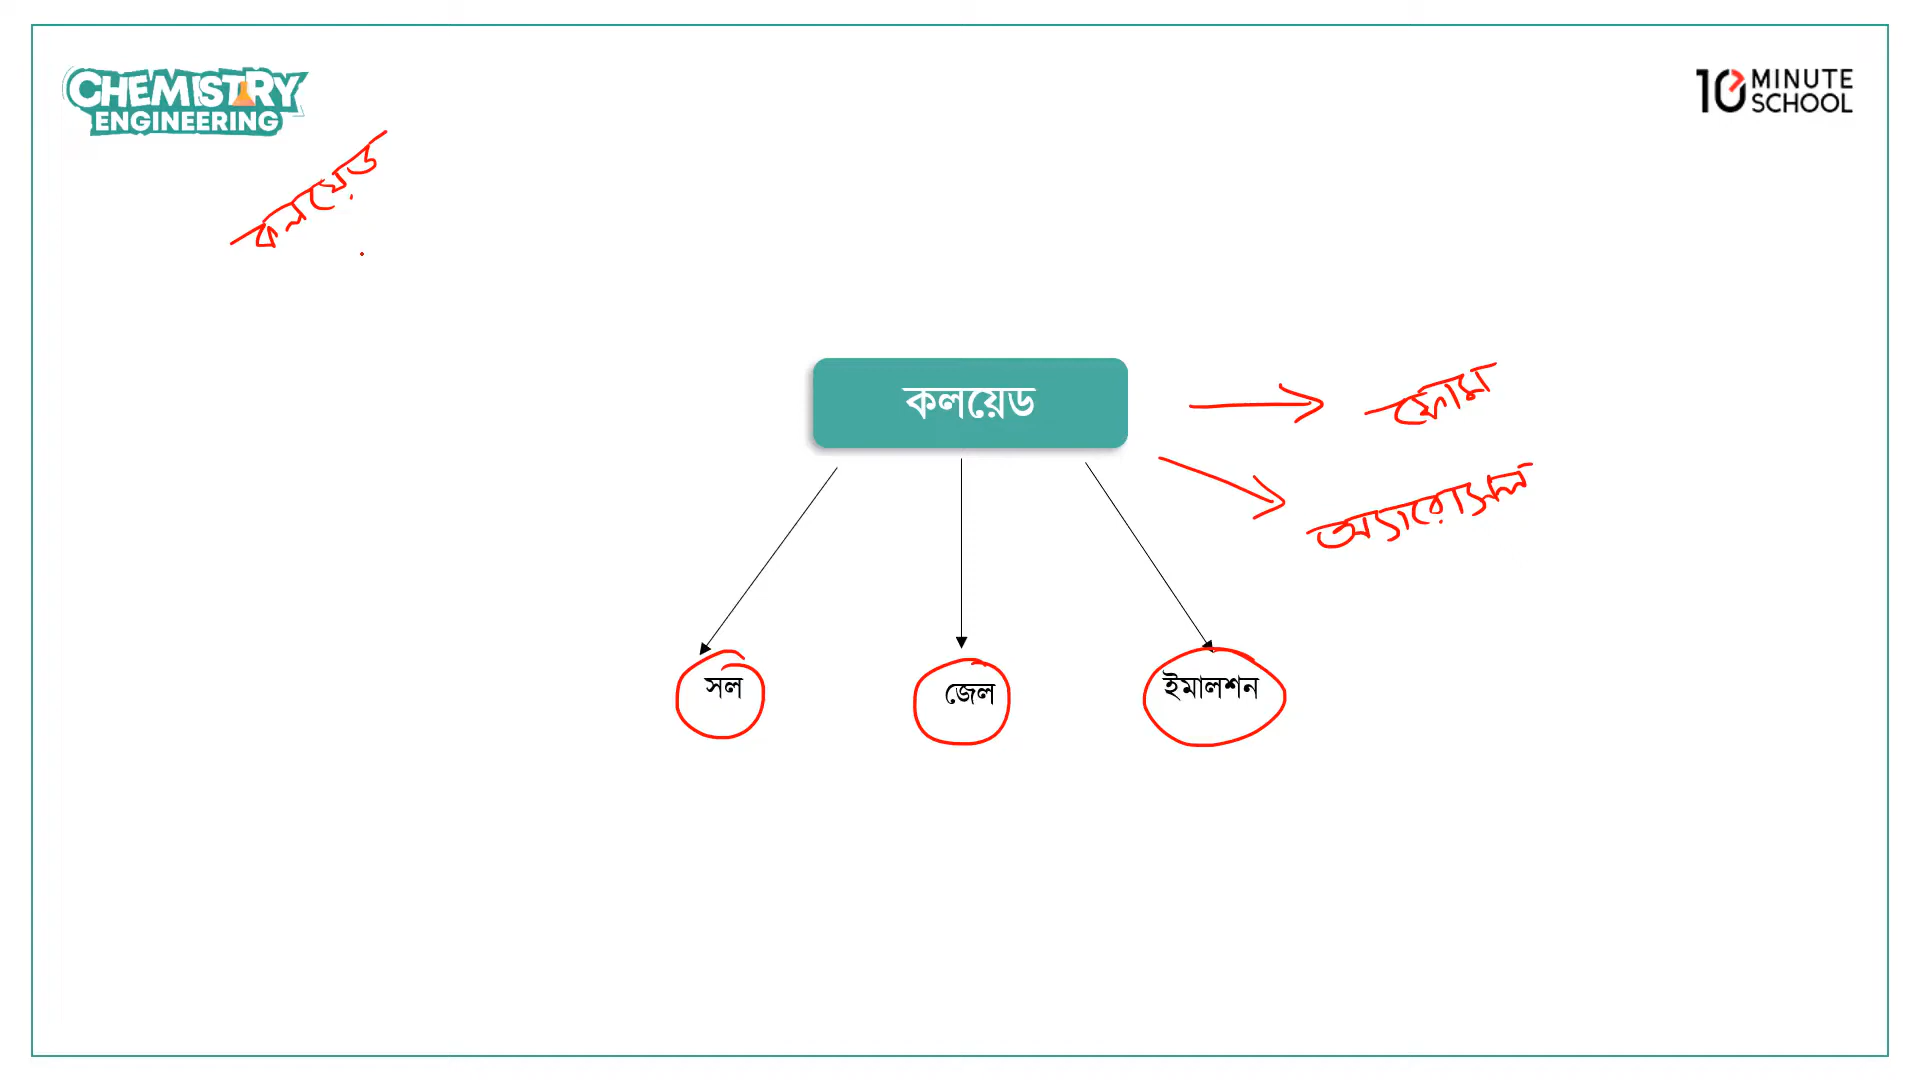 CHEMISTRY
ENGINEERING
10 MINUTE
SCHOOL
কলয়েড
কলয়েড
ফোম
অ্যারোসল
সল
জেল
ইমালশন